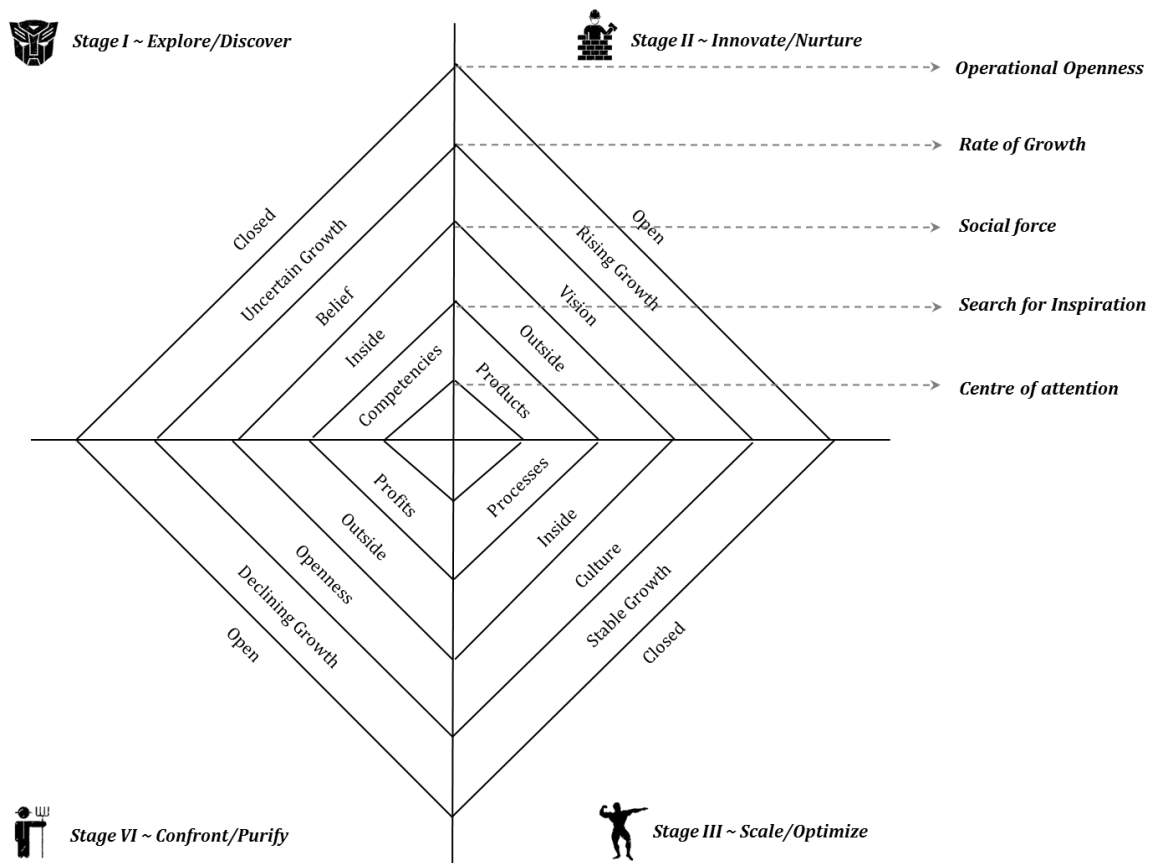 Stage I ~ Explore/Discover
Stage II ~ Innovate/Nurture
Operational Openness
Rate of Growth
Social force
Search for Inspiration
Centre of attention
Closed
Uncertain Growth
Belief
Inside
Competencies
Open
Rising Growth
Vision
Outside
Products
Profits
Outside
Openness
Declining Growth
Open
Processes
Inside
Culture
Stable Growth
Closed
Stage VI ~ Confront/Purify
Stage III ~ Scale/Optimize